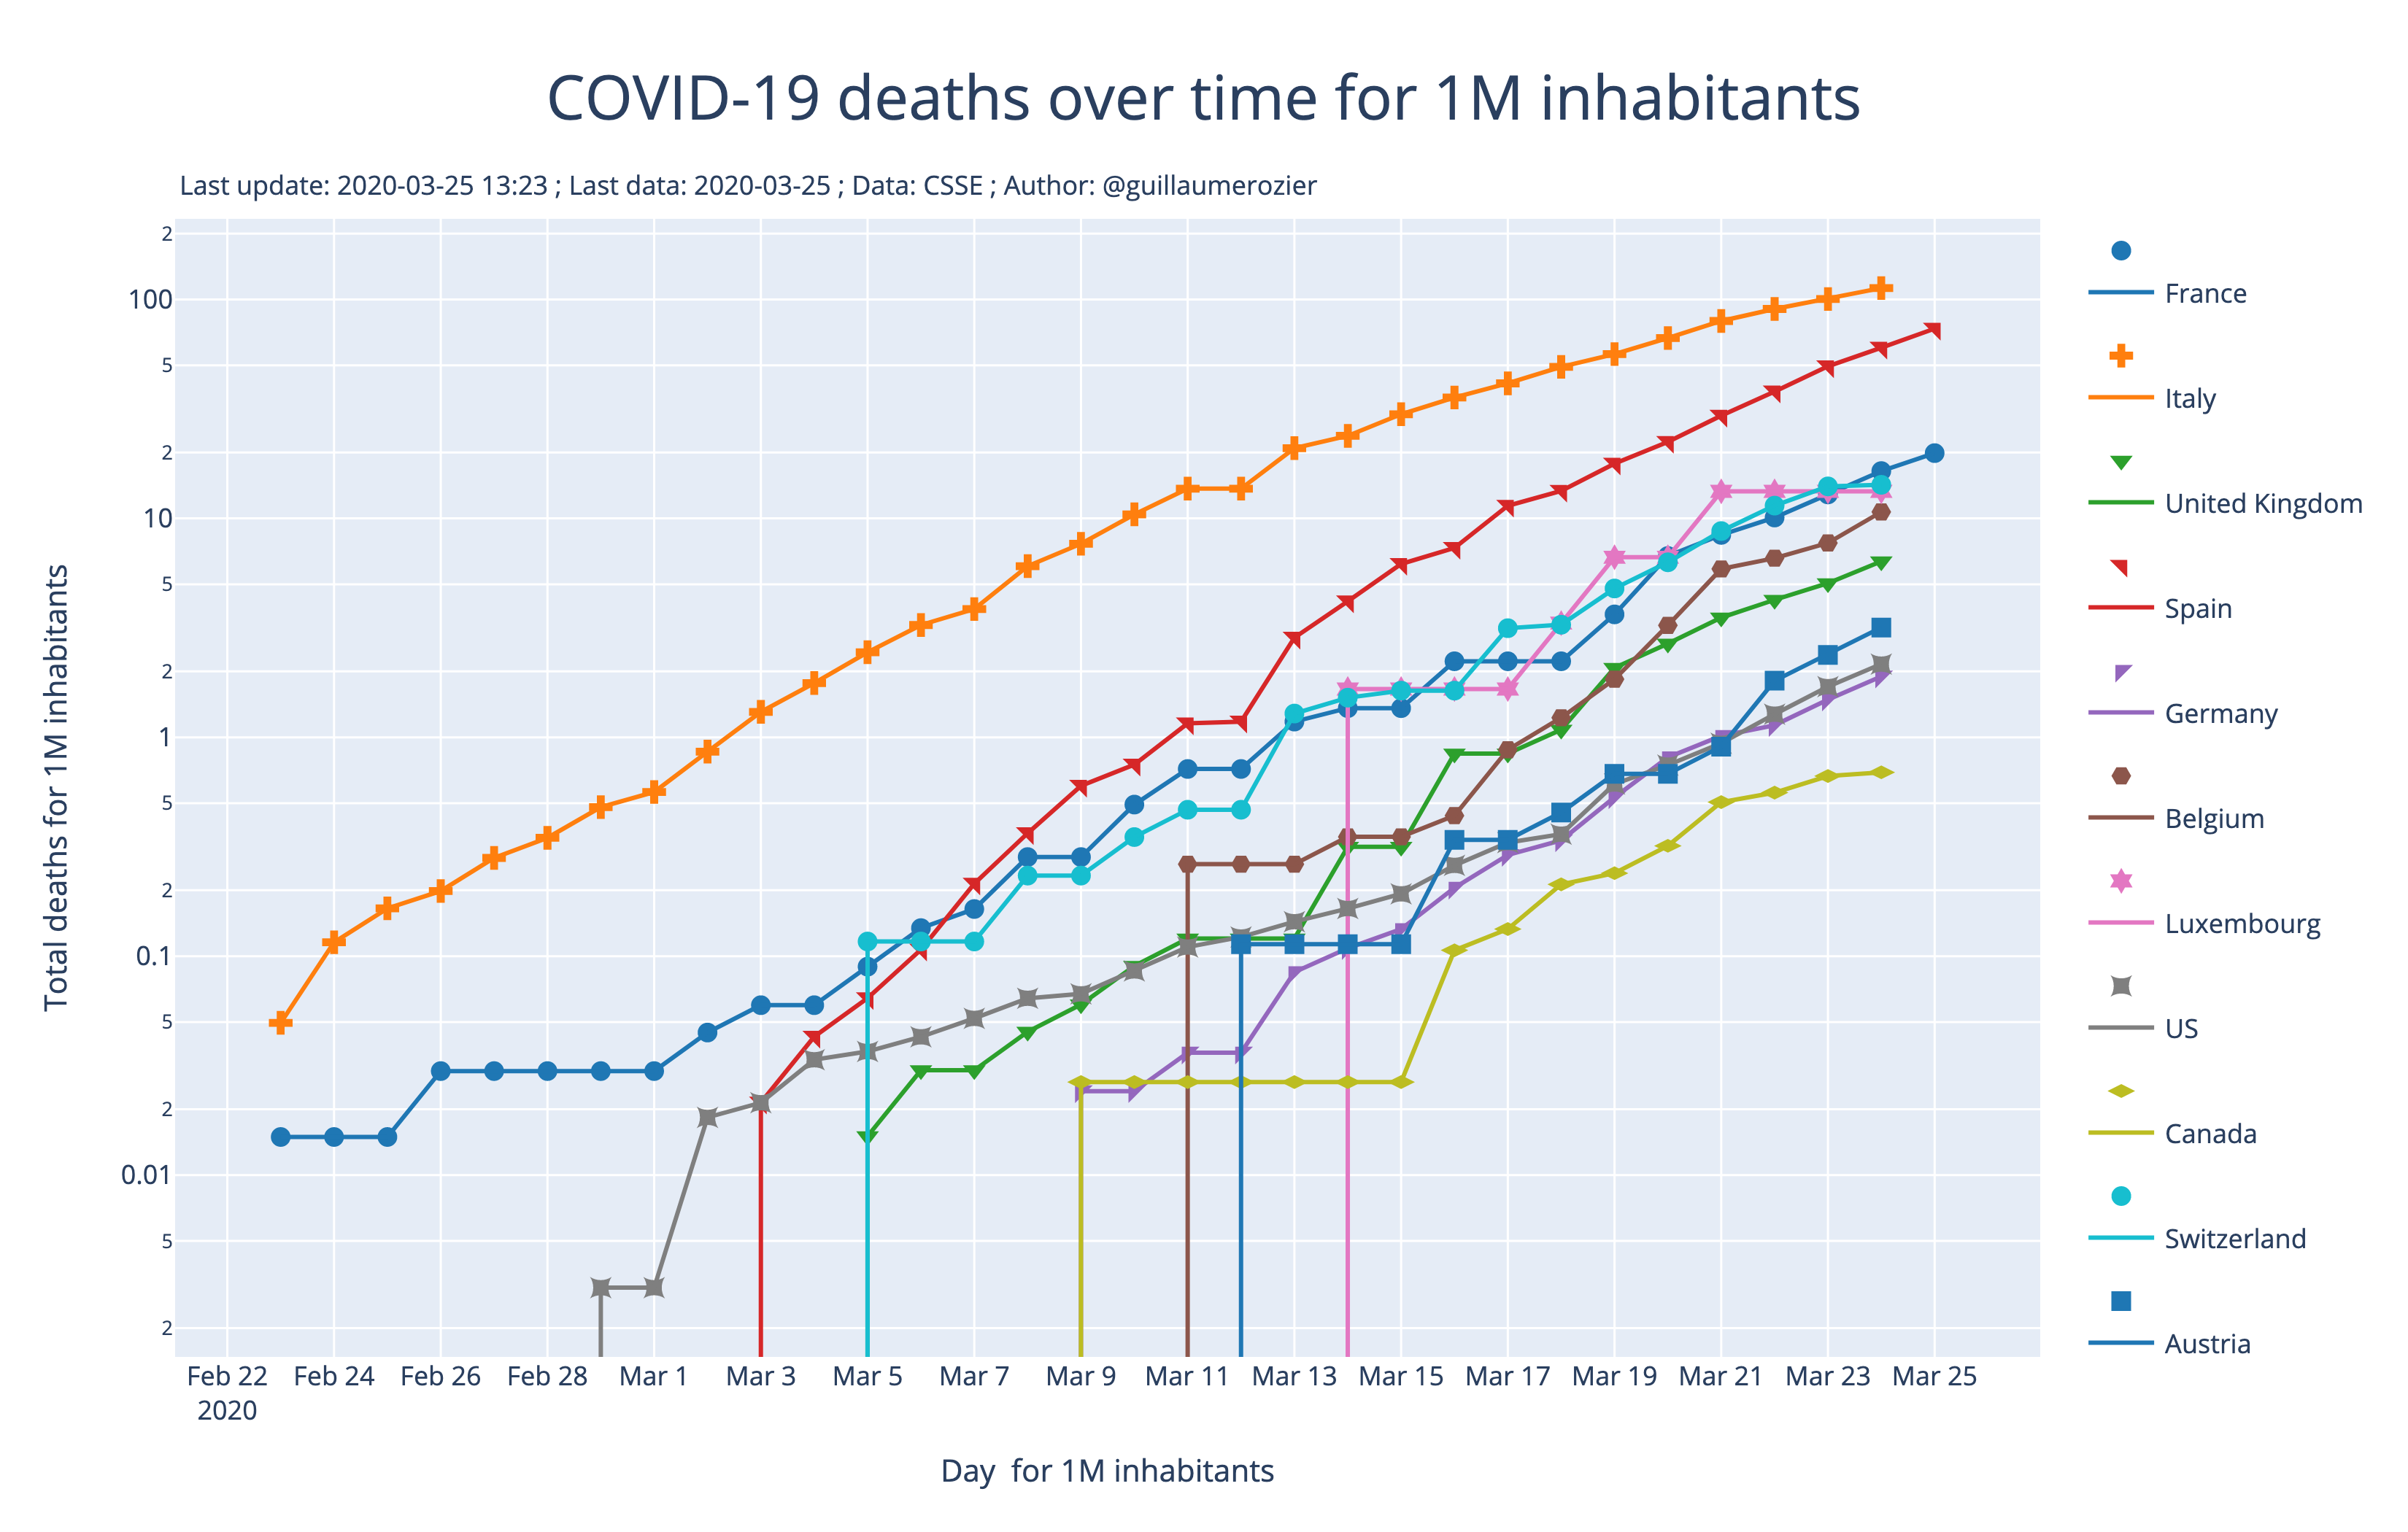 COVID-19 deaths over time for 1M inhabitants
Last update: 2020-03-25 13:23 ; Last data: 2020-03-25 ; Data: CSSE ; Author: @guillaumerozier
Total deaths for 1M inhabitants
2
100
5
2
10
5
2
1
5
2
0.1
5
2
0.01
5
2
Feb 22 Feb 24 Feb 26 Feb 28 Mar 1 Mar 3 Mar 5 Mar 7 Mar 9 Mar 11 Mar 13 Mar 15 Mar 17 Mar 19 Mar 21 Mar 23 Mar 25
2020
Day for 1M inhabitants
France
Italy
United Kingdom
Spain
Germany
Belgium
Luxembourg
US
Canada
Switzerland
Austria